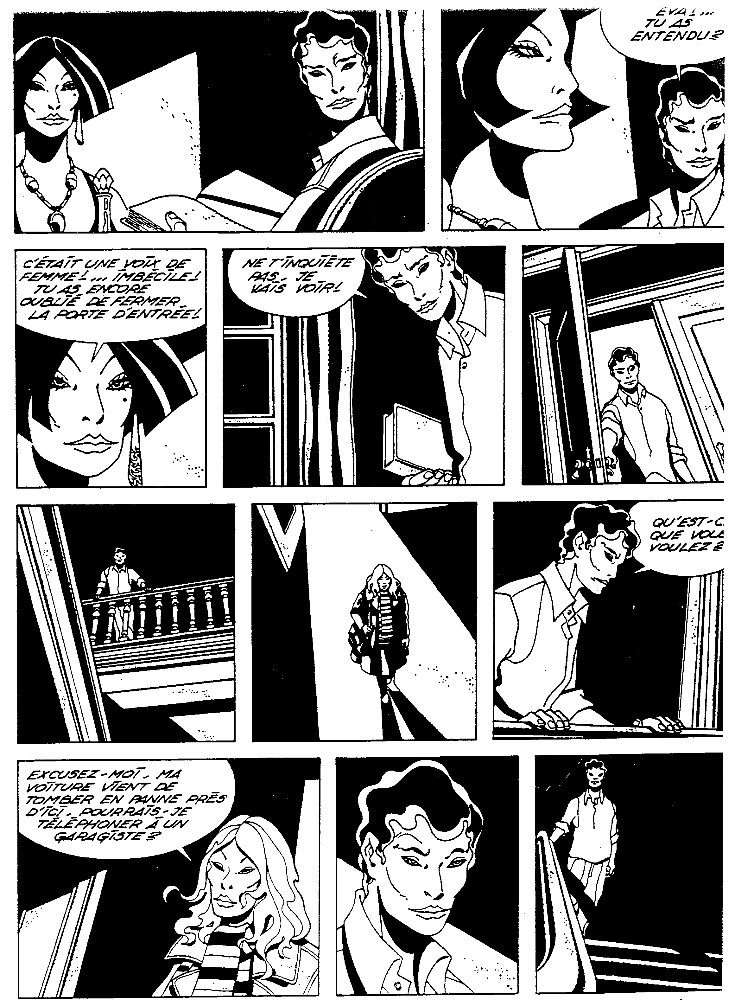 EVA!...
TU AS
ENTENDU?
C'ÉTAIT UNE VOIX DE
FEMME!... IMBÉCILE!
TU AS ENCORE
OUBLIÉ DE FERMER
LA PORTE D'ENTRÉE!
NE T'INQUIÈTE
PAS. JE
VAIS VOIR!
QU'EST-C
QUE VOU
VOULEZ?
EXCUSEZ-MOI. MA
VOITURE VIENT DE
TOMBER EN PANNE PRÈS
D'ICI. POURRAIS-JE
TÉLÉPHONER À UN
GARAGISTE?